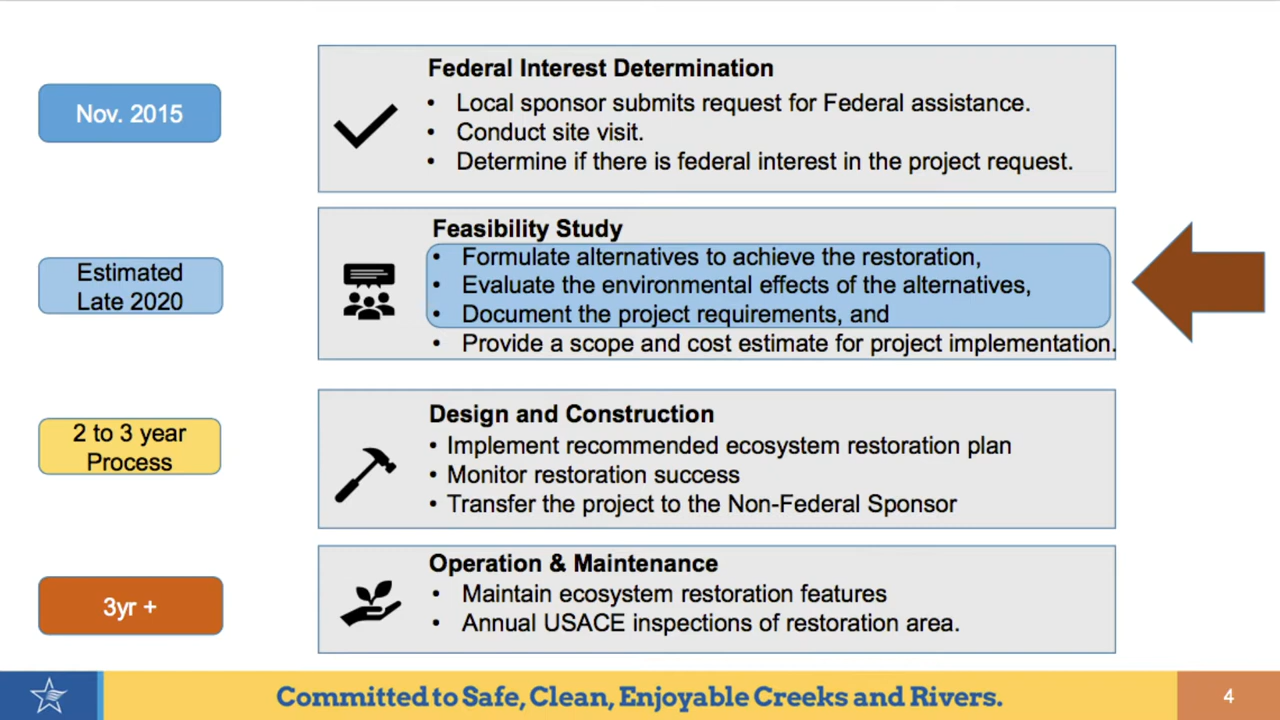 Nov. 2015
Federal Interest Determination
• Local sponsor submits request for Federal assistance.
• Conduct site visit.
• Determine if there is federal interest in the project request.
Estimated
Late 2020
Feasibility Study
• Formulate alternatives to achieve the restoration,
• Evaluate the environmental effects of the alternatives,
• Document the project requirements, and
• Provide a scope and cost estimate for project implementation.
2 to 3 year
Process
Design and Construction
• Implement recommended ecosystem restoration plan
• Monitor restoration success
• Transfer the project to the Non-Federal Sponsor
3yr +
Operation & Maintenance
• Maintain ecosystem restoration features
• Annual USACE inspections of restoration area.
Committed to Safe, Clean, Enjoyable Creeks and Rivers.
4